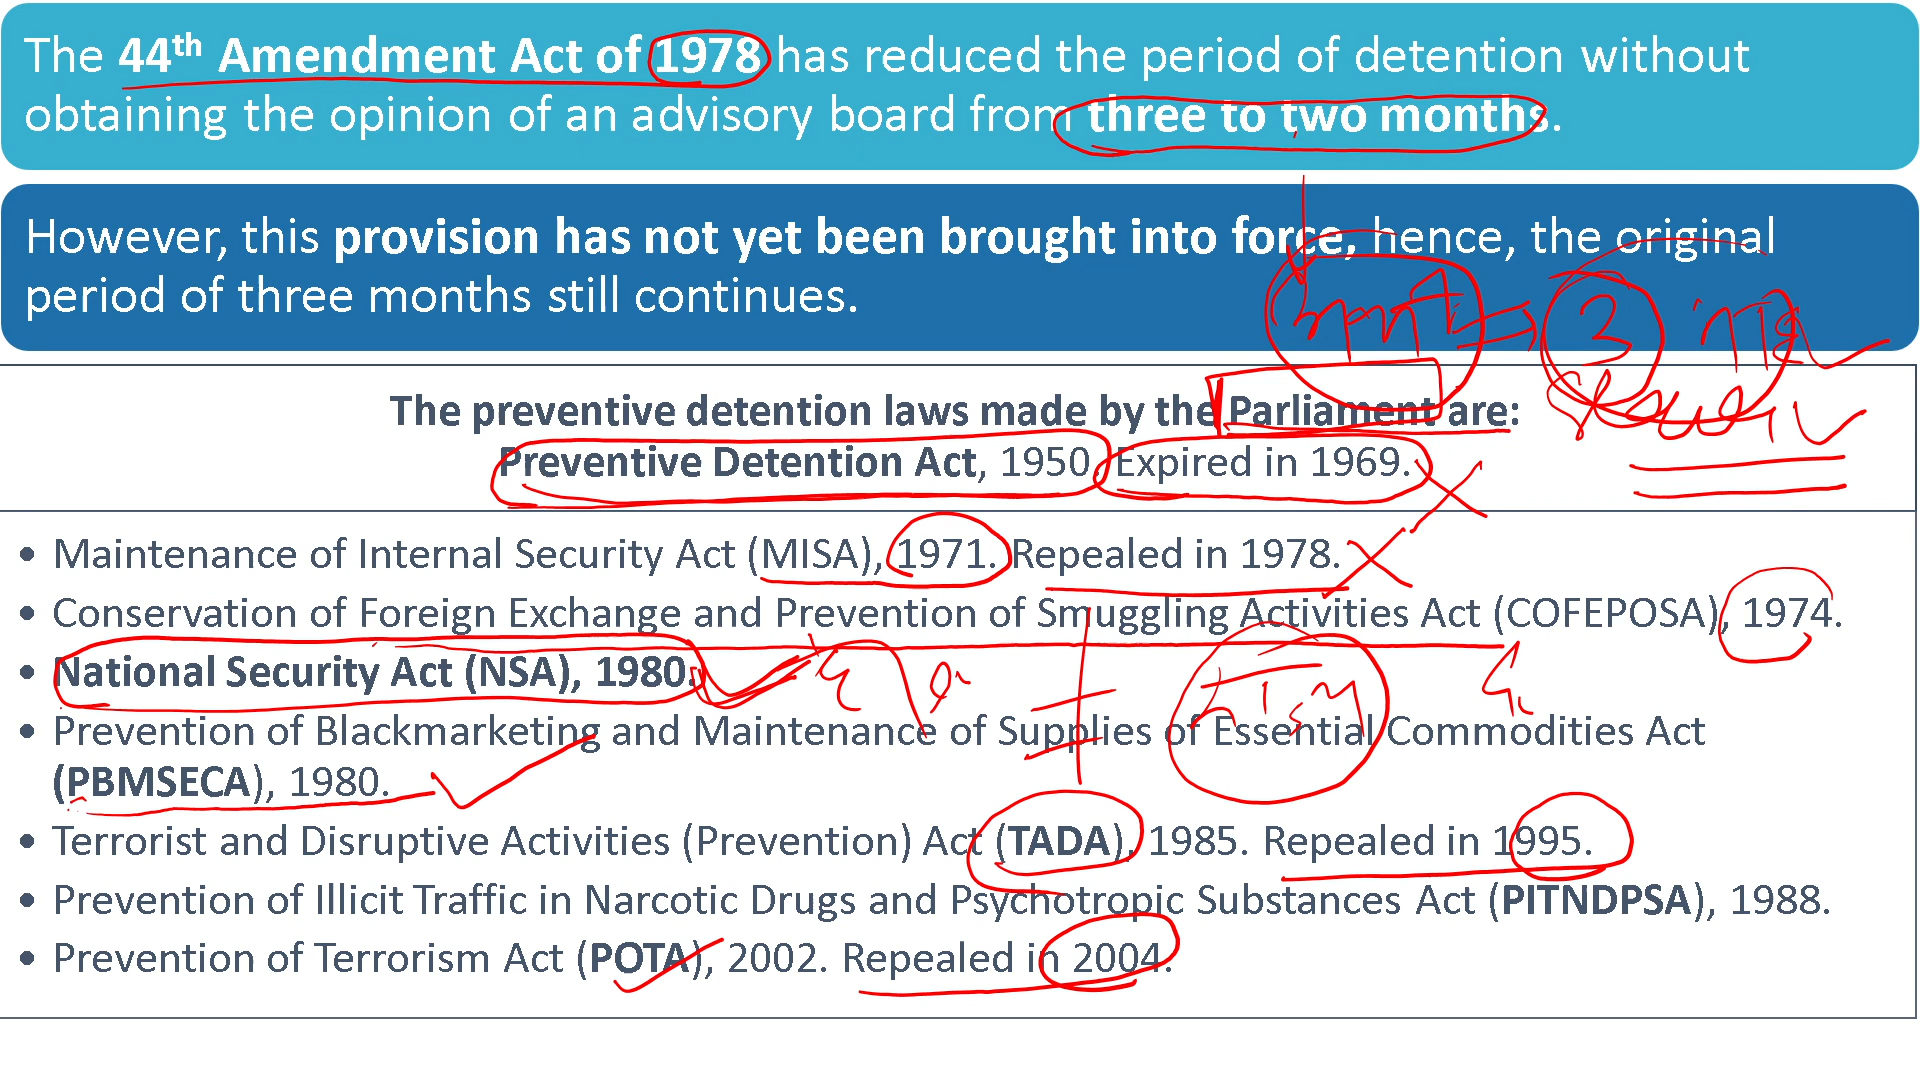 The 44th Amendment Act of 1978 has reduced the period of detention without
obtaining the opinion of an advisory board from three to two months.
However, this provision has not yet been brought into force, hence, the original
period of three months still continues.
The preventive detention laws made by the Parliament are:
Preventive Detention Act, 1950. Expired in 1969.
• Maintenance of Internal Security Act (MISA), 1971. Repealed in 1978.
• Conservation of Foreign Exchange and Prevention of Smuggling Activities Act (COFEPOSA), 1974.
• National Security Act (NSA), 1980.
• Prevention of Blackmarketing and Maintenance of Supplies of Essential Commodities Act
(PBMSECA), 1980.
• Terrorist and Disruptive Activities (Prevention) Act (TADA), 1985. Repealed in 1995.
• Prevention of Illicit Traffic in Narcotic Drugs and Psychotropic Substances Act (PITNDPSA), 1988.
• Prevention of Terrorism Act (POTA), 2002. Repealed in 2004.